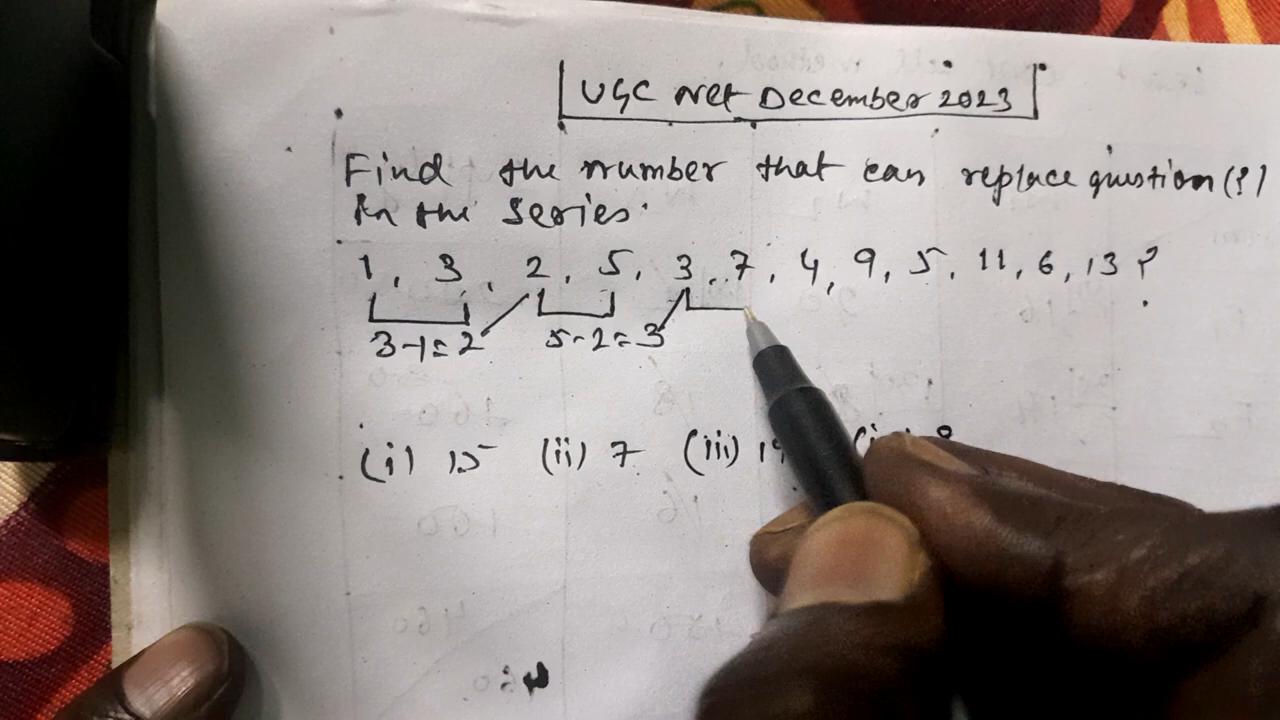 UGC Net December 2023
Find the number that can replace question (?)
in the series.
1, 3, 2, 5, 3, 7, 4, 9, 5, 11, 6, 13 ?
3-1=2 5-2=3
(i) 15 (ii) 7 (iii)